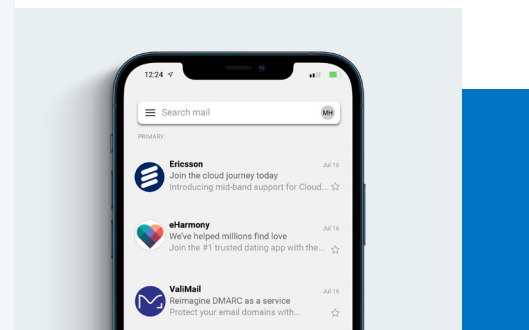 12:24
Search mail
MH
PRIMARY
Ericsson
Jul 16
Join the cloud journey today
Introducing mid-band support for Cloud...
eHarmony
Jul 16
We've helped millions find love
Join the #1 trusted dating app with the...
ValiMail
Jul 16
Reimagine DMARC as a service
Protect your email domains with...